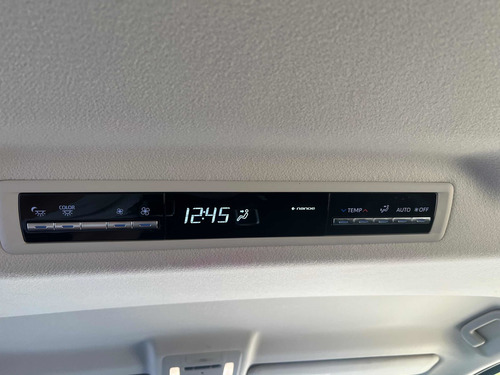 COLOR
12:45
nanoe
TEMP
AUTO
OFF